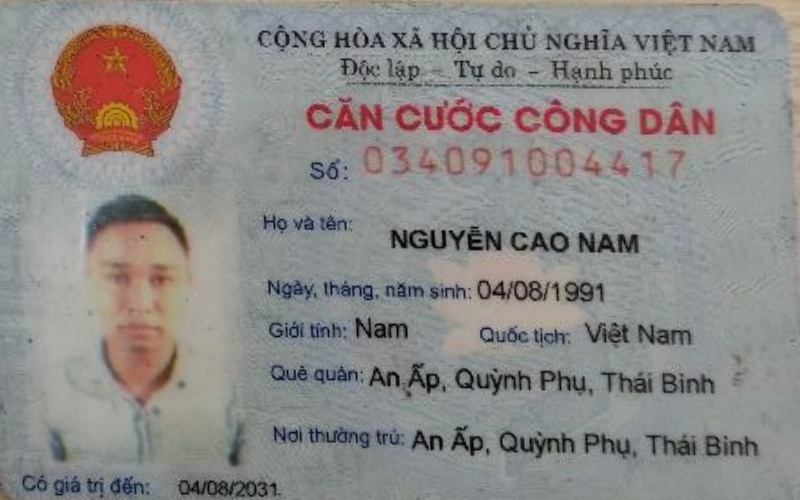 CỘNG HÒA XÃ HỘI CHỦ NGHĨA VIỆT NAM
Độc lập – Tự do – Hạnh phúc
CĂN CƯỚC CÔNG DÂN
Số: 034091004417
Họ và tên: NGUYỄN CAO NAM
Ngày, tháng, năm sinh: 04/08/1991
Giới tính: Nam Quốc tịch: Việt Nam
Quê quán: An Ấp, Quỳnh Phụ, Thái Bình
Nơi thường trú: An Ấp, Quỳnh Phụ, Thái Bình
Có giá trị đến: 04/08/2031